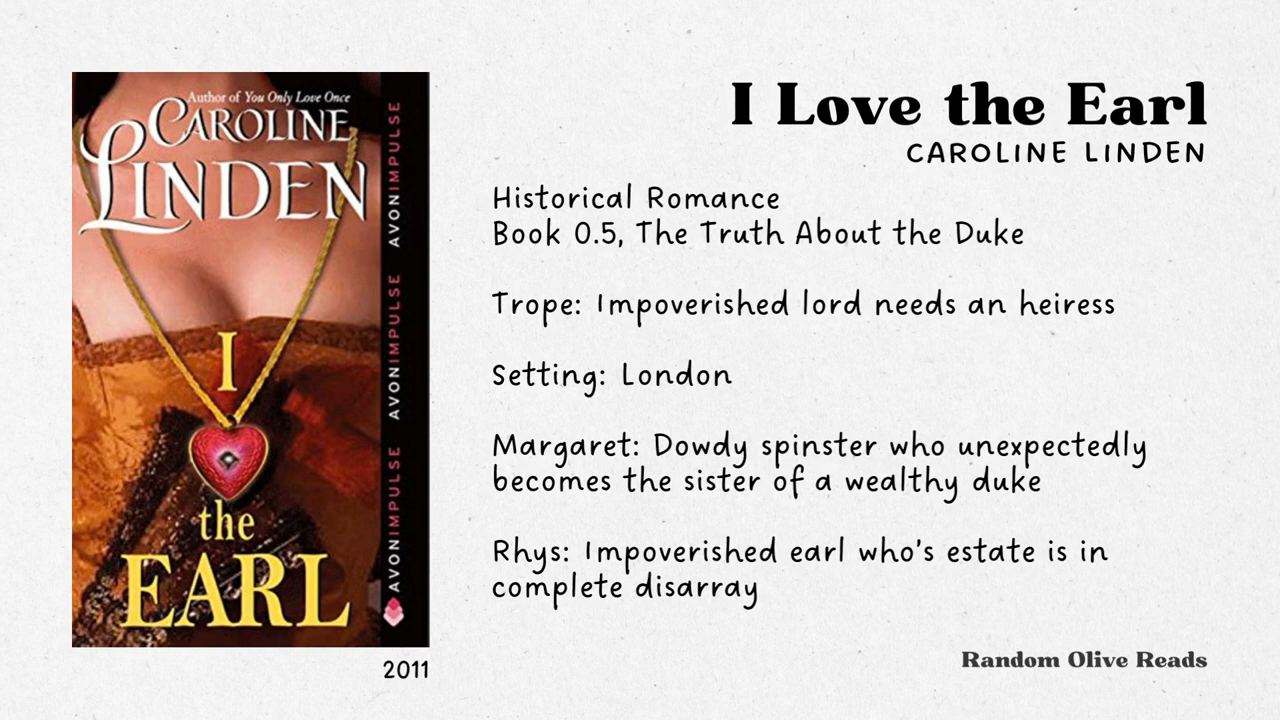 Author of You Only Love Once
CAROLINE
LINDEN
I
the
EARL
AVONIMPULSE AVONIMPULSE AVONIMPULSE
2011
I Love the Earl
CAROLINE LINDEN
Historical Romance
Book 0.5, The Truth About the Duke
Trope: Impoverished lord needs an heiress
Setting: London
Margaret: Dowdy spinster who unexpectedly
becomes the sister of a wealthy duke
Rhys: Impoverished earl who's estate is in
complete disarray
Random Olive Reads